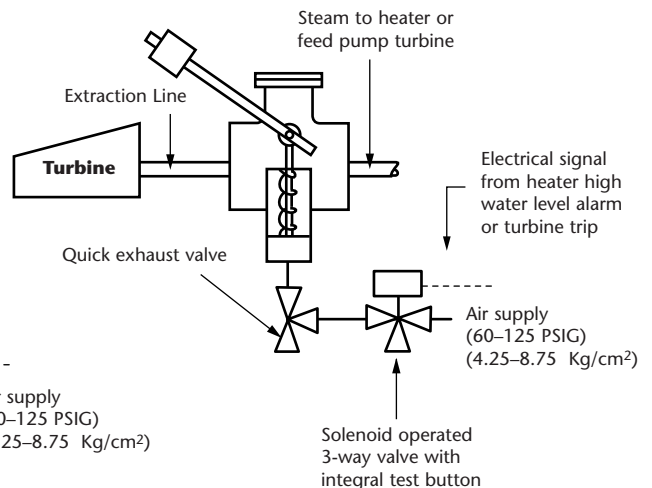 Steam to heater or
feed pump turbine
Extraction Line
Turbine
Electrical signal
from heater high
water level alarm
or turbine trip
Quick exhaust valve
Air supply
(60–125 PSIG)
(4.25–8.75 Kg/cm²)
supply
–125 PSIG)
25–8.75 Kg/cm²)
Solenoid operated
3-way valve with
integral test button